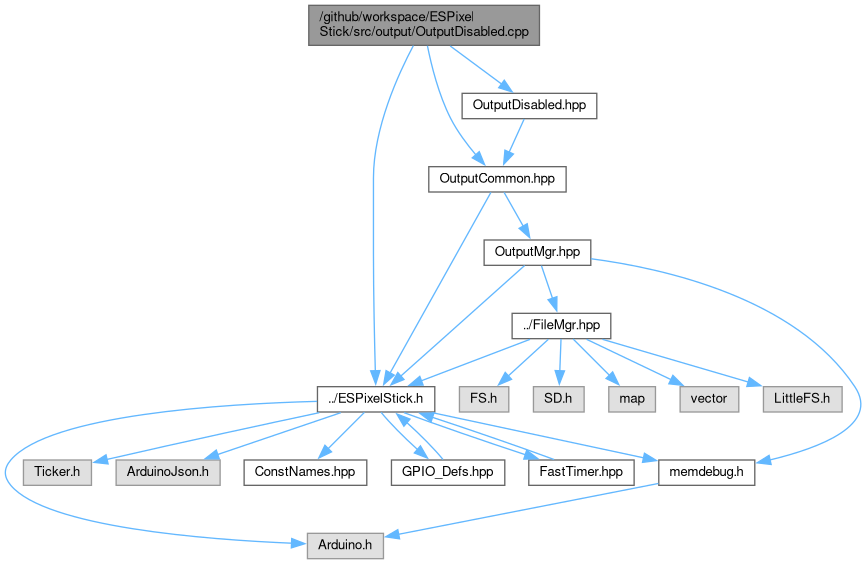 /github/workspace/ESPixel
Stick/src/output/OutputDisabled.cpp
OutputDisabled.hpp
OutputCommon.hpp
OutputMgr.hpp
../FileMgr.hpp
../ESPixelStick.h
FS.h
SD.h
map
vector
LittleFS.h
Ticker.h
ArduinoJson.h
ConstNames.hpp
GPIO_Defs.hpp
FastTimer.hpp
memdebug.h
Arduino.h